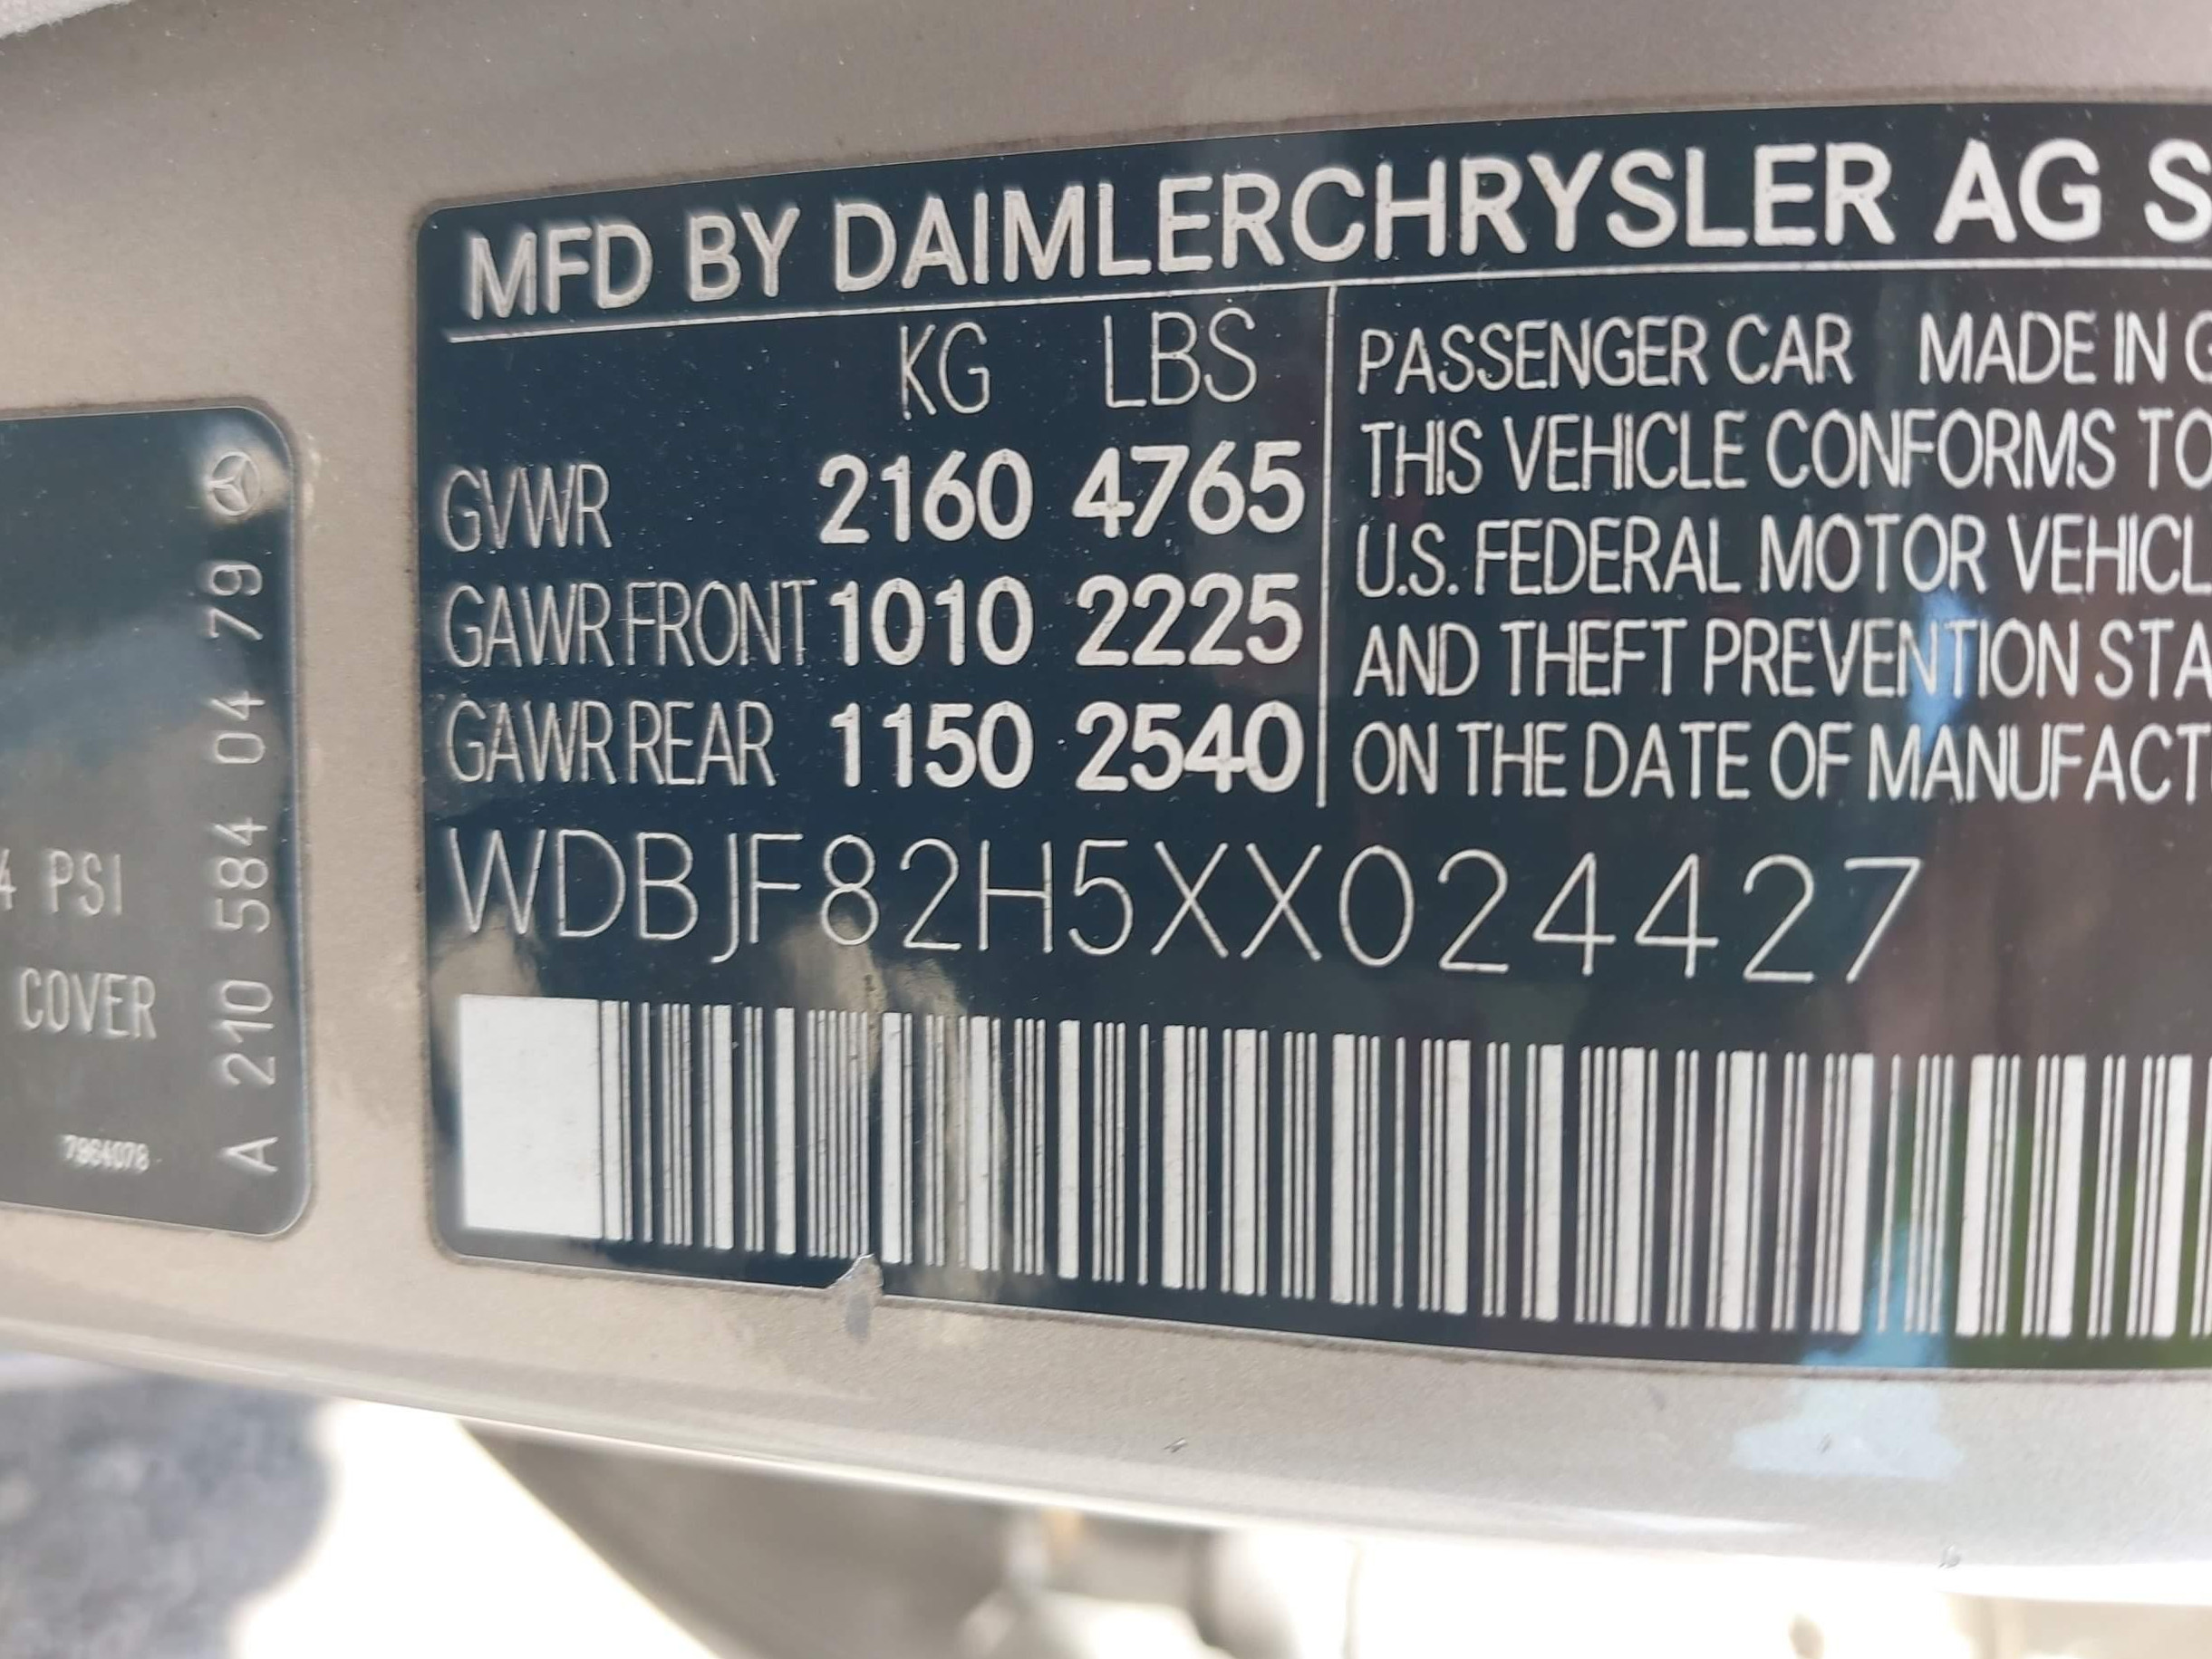 MFD BY DAIMLERCHRYSLER AG S
KG LBS
GVWR 2160 4765
GAWR FRONT 1010 2225
GAWR REAR 1150 2540
PASSENGER CAR MADE IN G
THIS VEHICLE CONFORMS TO
U.S. FEDERAL MOTOR VEHICL
AND THEFT PREVENTION STA
ON THE DATE OF MANUFACT
WDBJF82H5XX024427
4 PSI
COVER
7964078
A 210 584 04 79